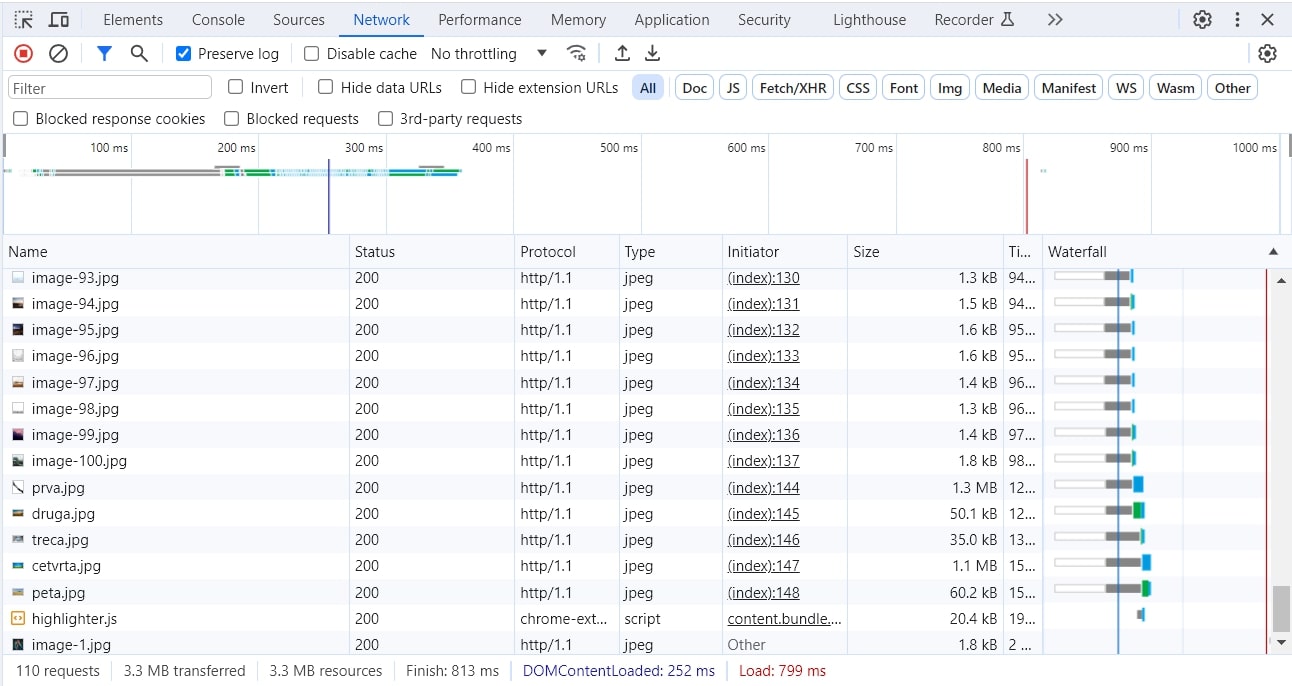 Elements Console Sources Network Performance Memory Application Security Lighthouse Recorder
Preserve log Disable cache No throttling
Filter Invert Hide data URLs Hide extension URLs All Doc JS Fetch/XHR CSS Font Img Media Manifest WS Wasm Other
Blocked response cookies Blocked requests 3rd-party requests
100 ms 200 ms 300 ms 400 ms 500 ms 600 ms 700 ms 800 ms 900 ms 1000 ms
Name Status Protocol Type Initiator Size Ti... Waterfall
image-93.jpg 200 http/1.1 jpeg (index):130 1.3 kB 94...
image-94.jpg 200 http/1.1 jpeg (index):131 1.5 kB 94...
image-95.jpg 200 http/1.1 jpeg (index):132 1.6 kB 95...
image-96.jpg 200 http/1.1 jpeg (index):133 1.6 kB 95...
image-97.jpg 200 http/1.1 jpeg (index):134 1.4 kB 96...
image-98.jpg 200 http/1.1 jpeg (index):135 1.3 kB 96...
image-99.jpg 200 http/1.1 jpeg (index):136 1.4 kB 97...
image-100.jpg 200 http/1.1 jpeg (index):137 1.8 kB 98...
prva.jpg 200 http/1.1 jpeg (index):144 1.3 MB 12...
druga.jpg 200 http/1.1 jpeg (index):145 50.1 kB 12...
treca.jpg 200 http/1.1 jpeg (index):146 35.0 kB 13...
cetvrta.jpg 200 http/1.1 jpeg (index):147 1.1 MB 15...
peta.jpg 200 http/1.1 jpeg (index):148 60.2 kB 15...
highlighter.js 200 chrome-ext... script content.bundle.... 20.4 kB 19...
image-1.jpg 200 http/1.1 jpeg Other 1.8 kB 2 ...
110 requests 3.3 MB transferred 3.3 MB resources Finish: 813 ms DOMContentLoaded: 252 ms Load: 799 ms